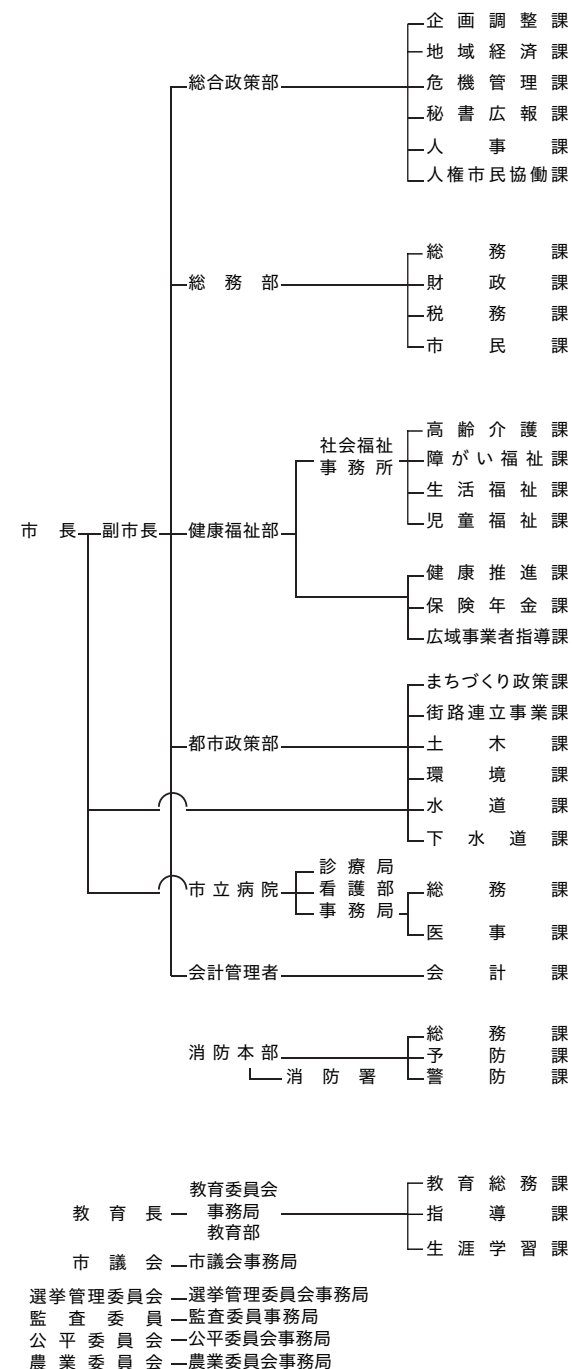 企画調整課
地域経済課
総合政策部
危機管理課
秘書広報課
人事課
人権市民協働課
総務課
総務部
財政課
税務課
市民課
高齢介護課
社会福祉
事務所
障がい福祉課
生活福祉課
児童福祉課
市長
副市長
健康福祉部
健康推進課
保険年金課
広域事業者指導課
まちづくり政策課
街路連立事業課
都市政策部
土木課
環境課
水道課
下水道課
市立病院
診療局
看護部
事務局
総務課
医事課
会計管理者
会計課
消防本部
消防署
総務課
予防課
警防課
教育長
教育委員会
事務局
教育部
教育総務課
指導課
生涯学習課
市議会
市議会事務局
選挙管理委員会
選挙管理委員会事務局
監査委員
監査委員事務局
公平委員会
公平委員会事務局
農業委員会
農業委員会事務局